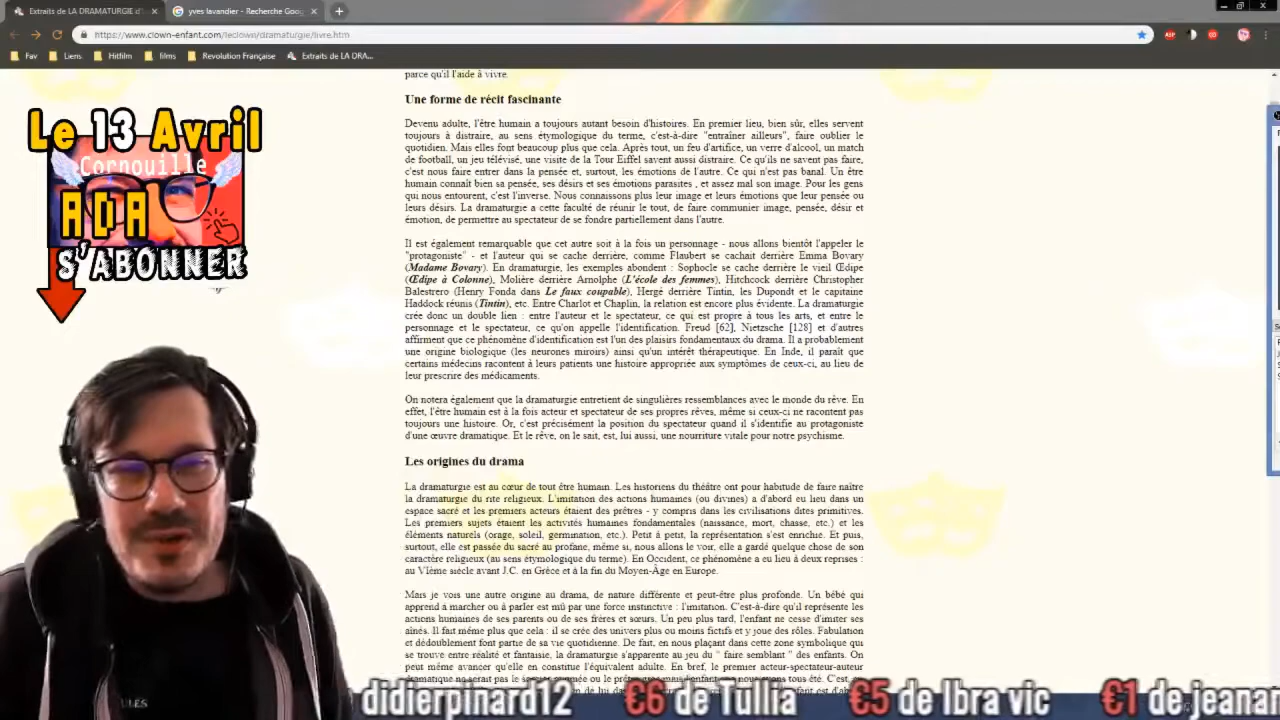 Extraits de LA DRAMATURGIE d'
yves lavandier - Recherche Goog
https://www.clown-enfant.com/leclown/dramaturgie/livre.htm
Fav
Liens
Hitfilm
films
Revolution Française
Extraits de LA DRA...
Le 13 Avril
Cornouille
ADA
S'ABONNER
parce qu'il l'aide à vivre.
Une forme de récit fascinante
Devenu adulte, l'être humain a toujours autant besoin d'histoires. En premier lieu, bien sûr, elles servent
toujours à distraire, au sens étymologique du terme, c'est-à-dire "entraîner ailleurs", faire oublier le
quotidien. Mais elles font beaucoup plus que cela. Après tout, un feu d'artifice, un verre d'alcool, un match
de football, un jeu télévisé, une visite de la Tour Eiffel savent aussi distraire. Ce qu'ils ne savent pas faire,
c'est nous faire entrer dans la pensée et, surtout, les émotions de l'autre. Ce qui n'est pas banal. Un être
humain connaît bien sa pensée, ses désirs et ses émotions parasites , et assez mal son image. Pour les gens
qui nous entourent, c'est l'inverse. Nous connaissons plus leur image et leurs émotions que leur pensée ou
leurs désirs. La dramaturgie a cette faculté de réunir le tout, de faire communier image, pensée, désir et
émotion, de permettre au spectateur de se fondre partiellement dans l'autre.
Il est également remarquable que cet autre soit à la fois un personnage - nous allons bientôt l'appeler le
"protagoniste" - et l'auteur qui se cache derrière, comme Flaubert se cachait derrière Emma Bovary
(Madame Bovary). En dramaturgie, les exemples abondent : Sophocle se cache derrière le vieil Œdipe
(Œdipe à Colonne), Molière derrière Arnolphe (L'école des femmes), Hitchcock derrière Christopher
Balestrero (Henry Fonda dans Le faux coupable), Hergé derrière Tintin, les Dupondt et le capitaine
Haddock réunis (Tintin), etc. Entre Charlot et Chaplin, la relation est encore plus évidente. La dramaturgie
crée donc un double lien : entre l'auteur et le spectateur, ce qui est propre à tous les arts, et entre le
personnage et le spectateur, ce qu'on appelle l'identification. Freud [62], Nietzsche [128] et d'autres
affirment que ce phénomène d'identification est l'un des plaisirs fondamentaux du drama. Il a probablement
une origine biologique (les neurones miroirs) ainsi qu'un intérêt thérapeutique. En Inde, il paraît que
certains médecins racontent à leurs patients une histoire appropriée aux symptômes de ceux-ci, au lieu de
leur prescrire des médicaments.
On notera également que la dramaturgie entretient de singulières ressemblances avec le monde du rêve. En
effet, l'être humain est à la fois acteur et spectateur de ses propres rêves, même si ceux-ci ne racontent pas
toujours une histoire. Or, c'est précisément la position du spectateur quand il s'identifie au protagoniste
d'une œuvre dramatique. Et le rêve, on le sait, est, lui aussi, une nourriture vitale pour notre psychisme.
Les origines du drama
La dramaturgie est au cœur de tout être humain. Les historiens du théâtre ont pour habitude de faire naître
la dramaturgie du rite religieux. L'imitation des actions humaines (ou divines) a d'abord eu lieu dans un
espace sacré et les premiers acteurs étaient des prêtres - y compris dans les civilisations dites primitives.
Les premiers sujets étaient les activités humaines fondamentales (naissance, mort, chasse, etc.) et les
éléments naturels (orage, soleil, germination, etc.). Petit à petit, la représentation s'est enrichie. Et puis,
surtout, elle est passée du sacré au profane, même si, nous allons le voir, elle a gardé quelque chose de son
caractère religieux (au sens étymologique du terme). En Occident, ce phénomène a eu lieu à deux reprises :
au VIème siècle avant J.C. en Grèce et à la fin du Moyen-Âge en Europe.
Mais je vois une autre origine au drama, de nature différente et peut-être plus profonde. Un bébé qui
apprend à marcher ou à parler est mû par une force instinctive : l'imitation. C'est-à-dire qu'il représente les
actions humaines de ses parents ou de ses frères et sœurs. Un peu plus tard, l'enfant ne cesse d'imiter ses
aînés. Il fait même plus que cela : il se crée des univers plus ou moins fictifs et y joue des rôles. Fabulation
et dédoublement font partie de sa vie quotidienne. De fait, en nous plaçant dans cette zone symbolique qui
se trouve entre réalité et fantaisie, la dramaturgie s'apparente au jeu du " faire semblant " des enfants. On
peut même avancer qu'elle en constitue l'équivalent adulte. En bref, le premier acteur-spectateur-auteur
didierpinard12 €6 de Tullia €5 de Ibra vic €1 de jeanar